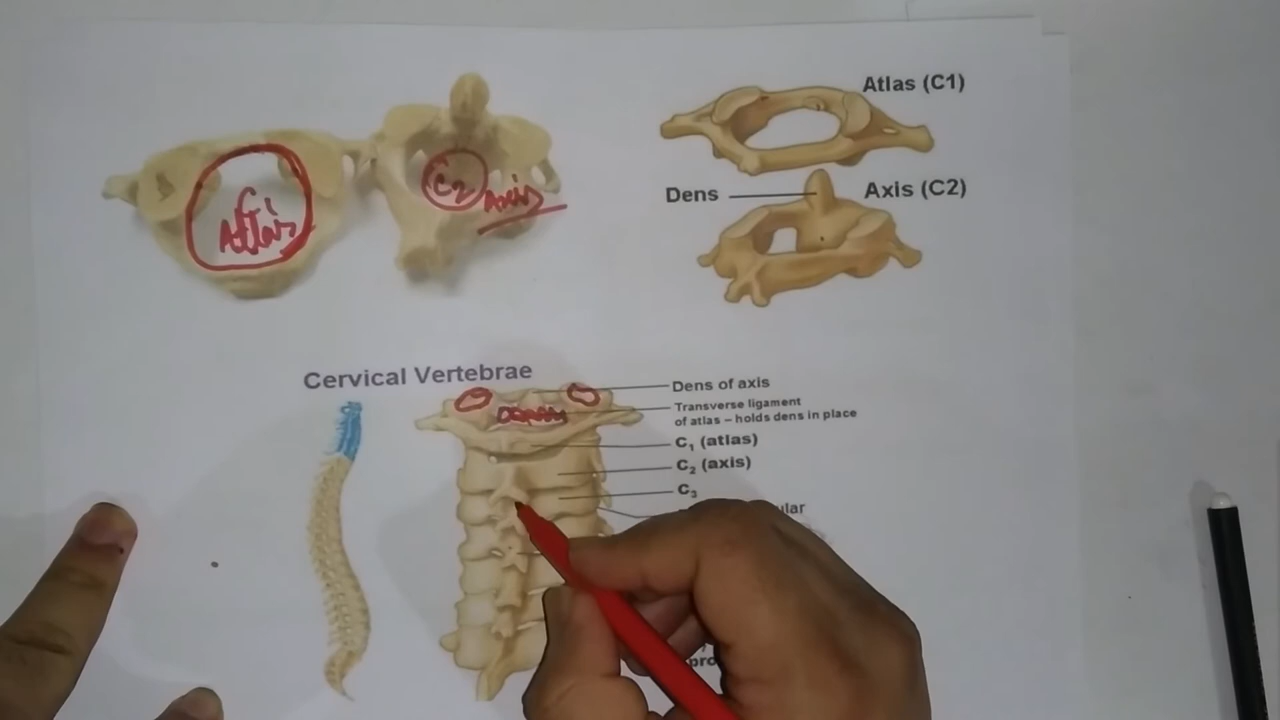 Atlas (C1)
C1
Atlas
C2
Axis
Dens
Axis (C2)
Cervical Vertebrae
Dens of axis
Transverse ligament
of atlas – holds dens in place
C₁ (atlas)
C₂ (axis)
C₃